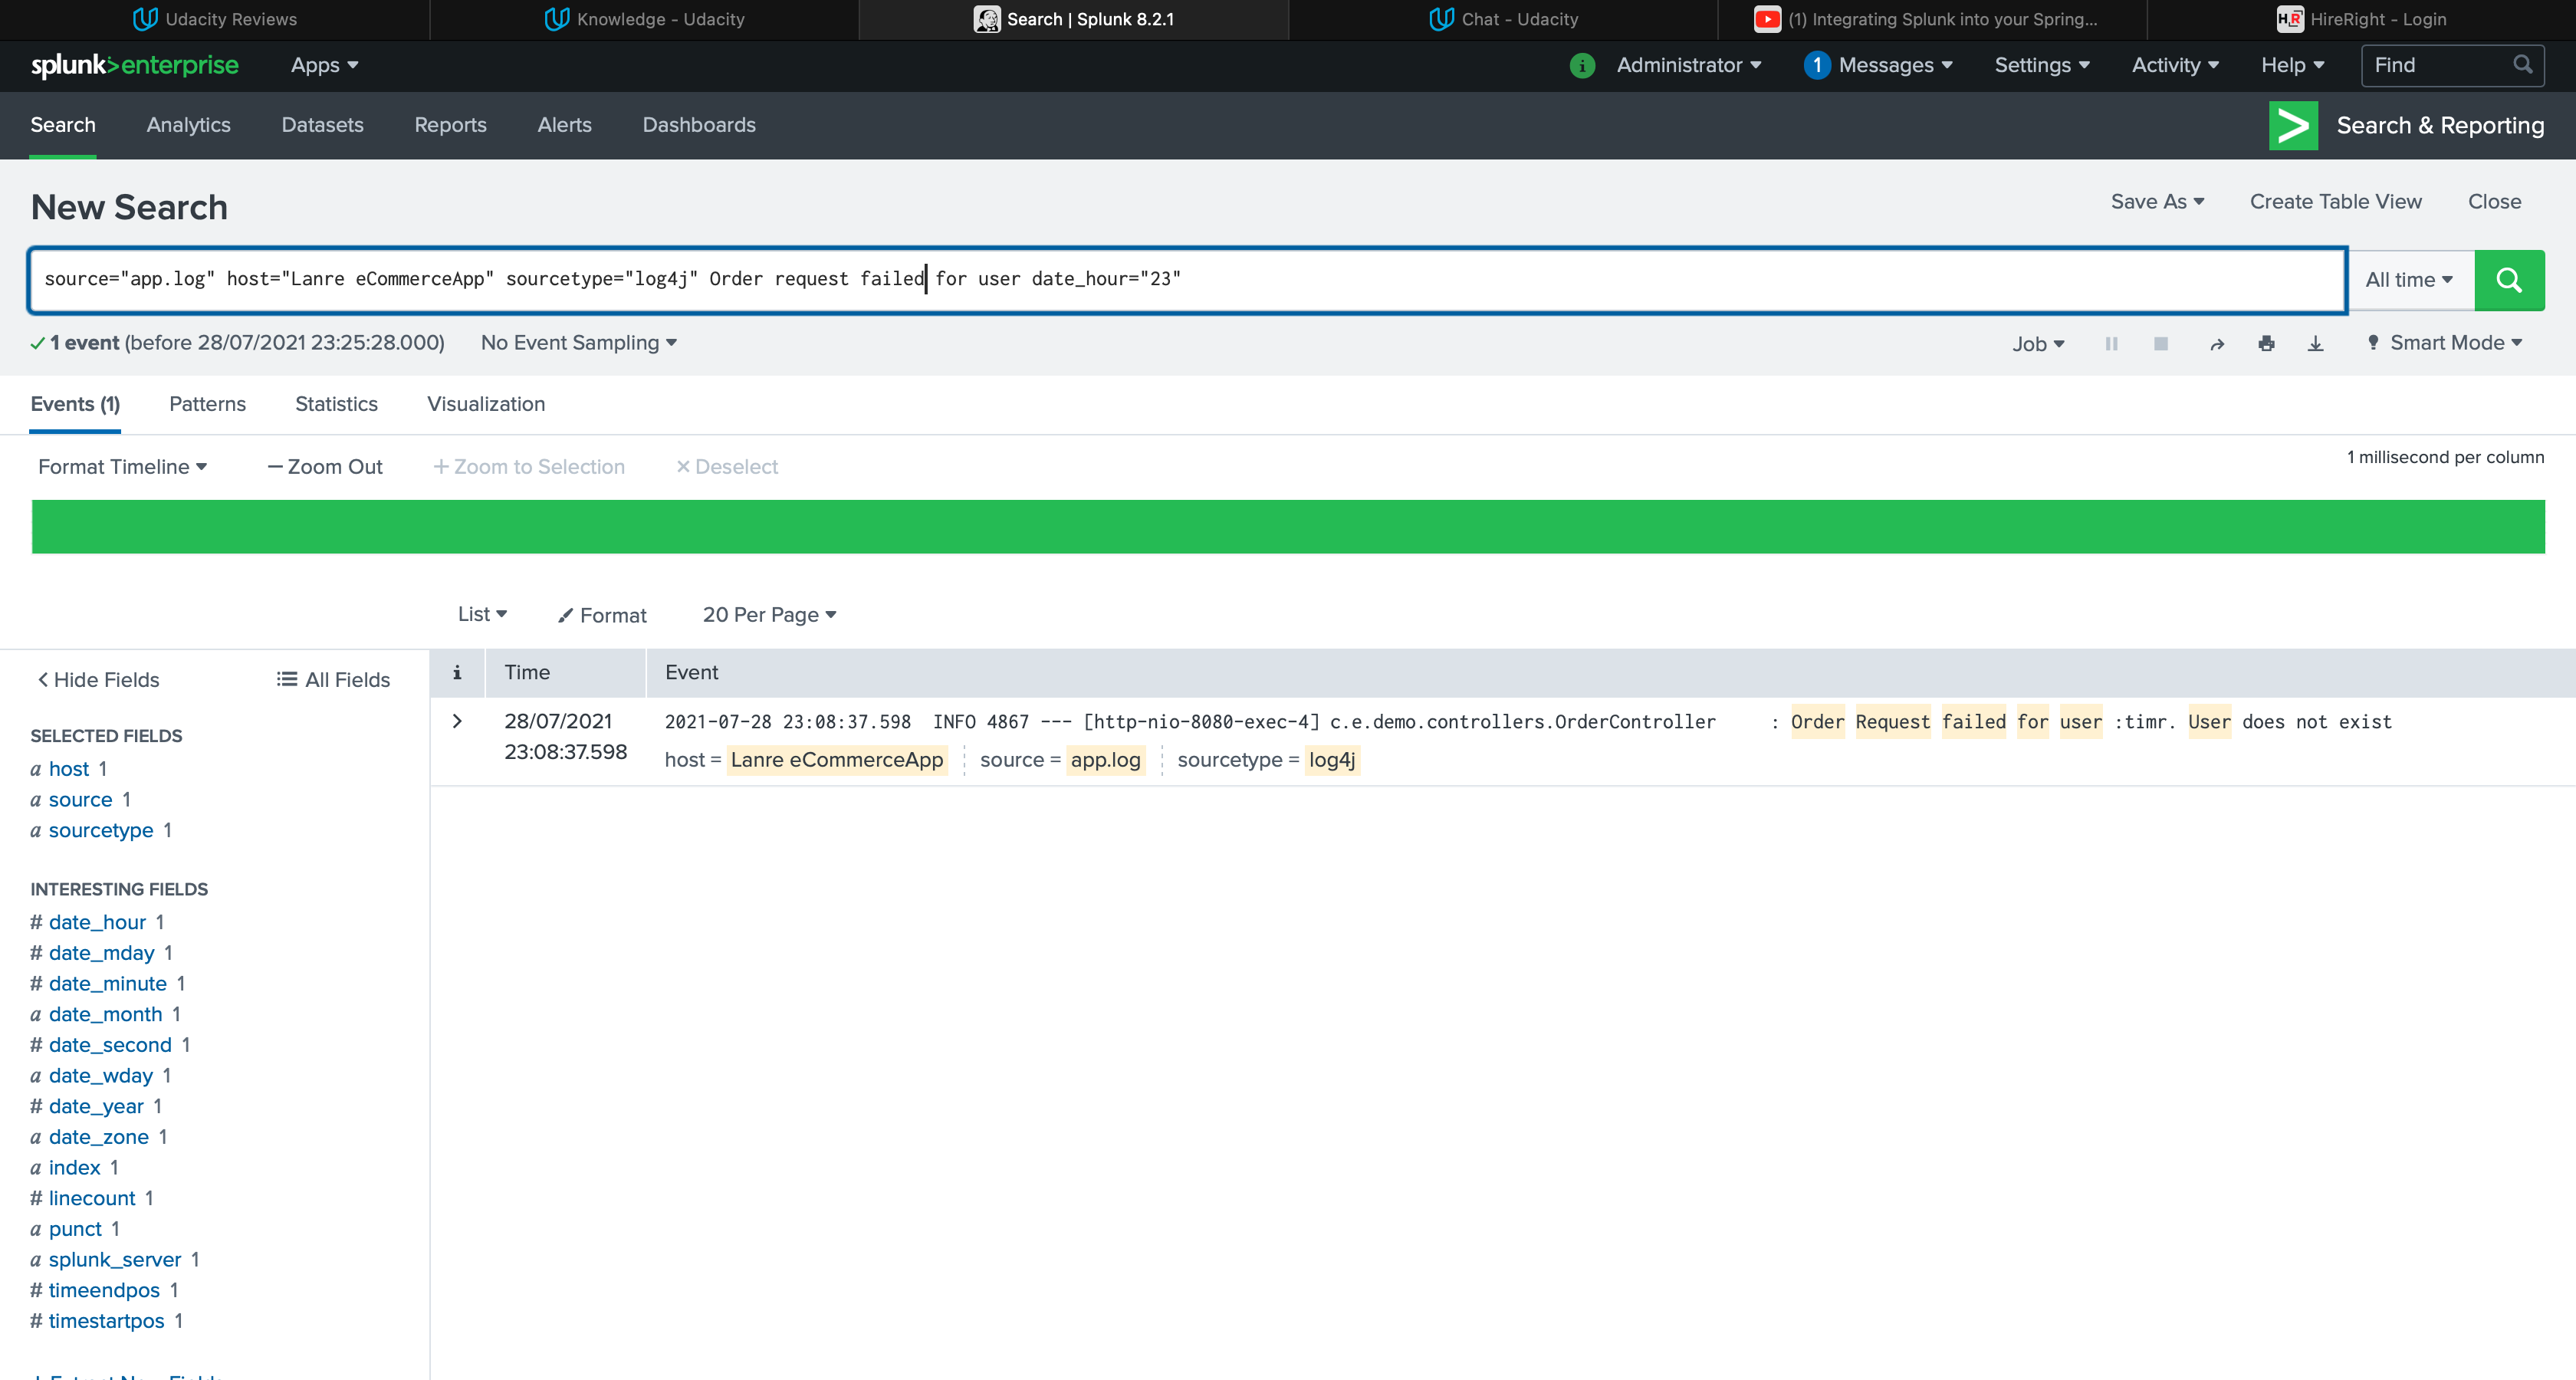 Udacity Reviews
Knowledge - Udacity
Search | Splunk 8.2.1
Chat - Udacity
(1) Integrating Splunk into your Spring...
HireRight - Login
splunk>enterprise Apps
i Administrator 1 Messages Settings Activity Help Find
Search Analytics Datasets Reports Alerts Dashboards
> Search & Reporting
New Search
Save As Create Table View Close
source="app.log" host="Lanre eCommerceApp" sourcetype="log4j" Order request failed for user date_hour="23"
All time
1 event (before 28/07/2021 23:25:28.000) No Event Sampling
Job Smart Mode
Events (1) Patterns Statistics Visualization
Format Timeline — Zoom Out + Zoom to Selection × Deselect
1 millisecond per column
List Format 20 Per Page
< Hide Fields All Fields
i Time Event
28/07/2021
23:08:37.598
2021-07-28 23:08:37.598  INFO 4867 --- [http-nio-8080-exec-4] c.e.demo.controllers.OrderController     : Order Request failed for user :timr. User does not exist
host = Lanre eCommerceApp source = app.log sourcetype = log4j
SELECTED FIELDS
a host 1
a source 1
a sourcetype 1
INTERESTING FIELDS
# date_hour 1
# date_mday 1
# date_minute 1
a date_month 1
# date_second 1
a date_wday 1
# date_year 1
a date_zone 1
a index 1
# linecount 1
a punct 1
a splunk_server 1
# timeendpos 1
# timestartpos 1
+ Extract New Fields